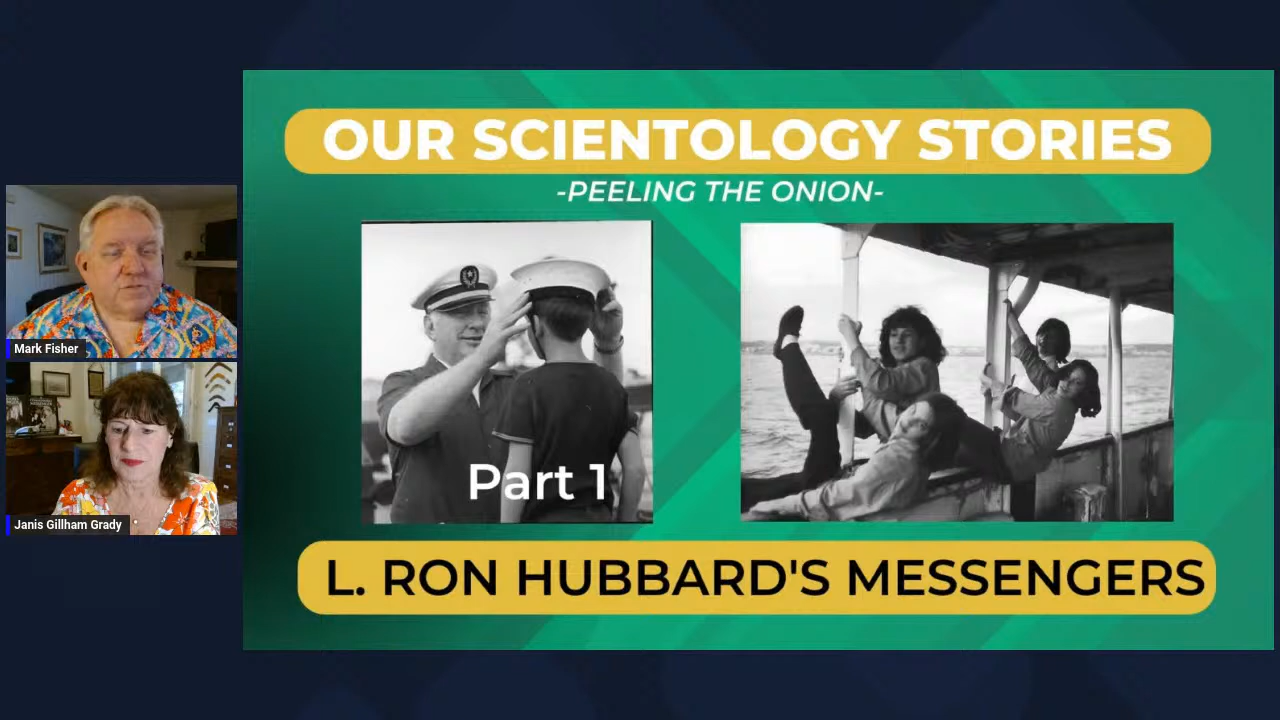 OUR SCIENTOLOGY STORIES
-PEELING THE ONION-
Mark Fisher
Part 1
Janis Gillham Grady
L. RON HUBBARD'S MESSENGERS